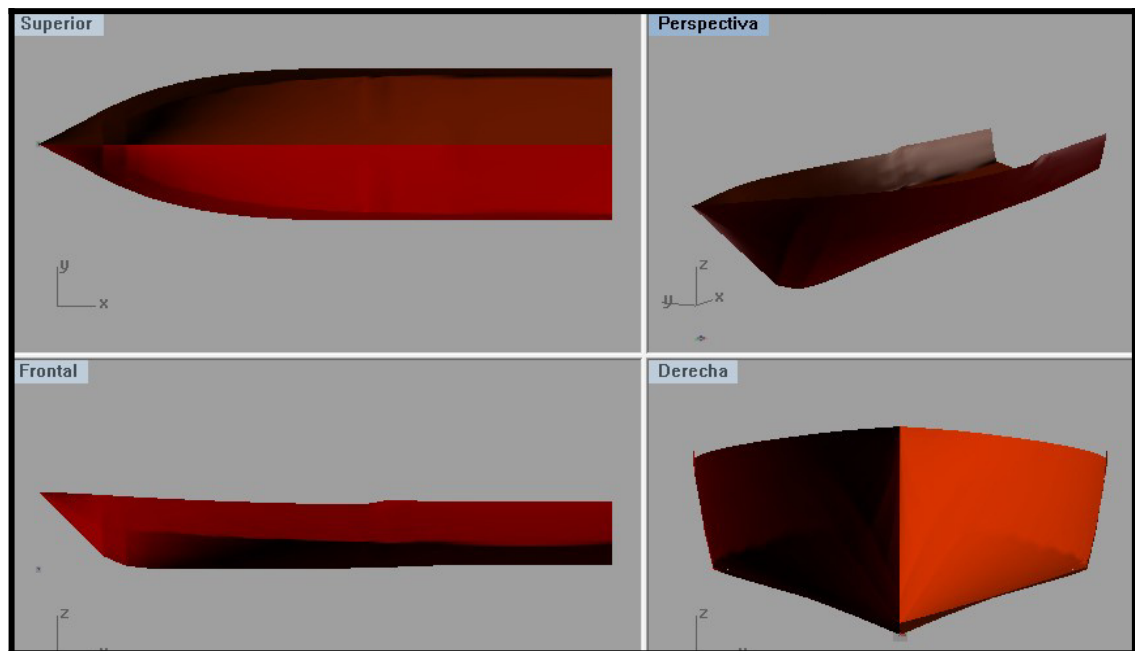 Superior
Perspectiva
y
x
z
y
x
Frontal
Derecha
z
z